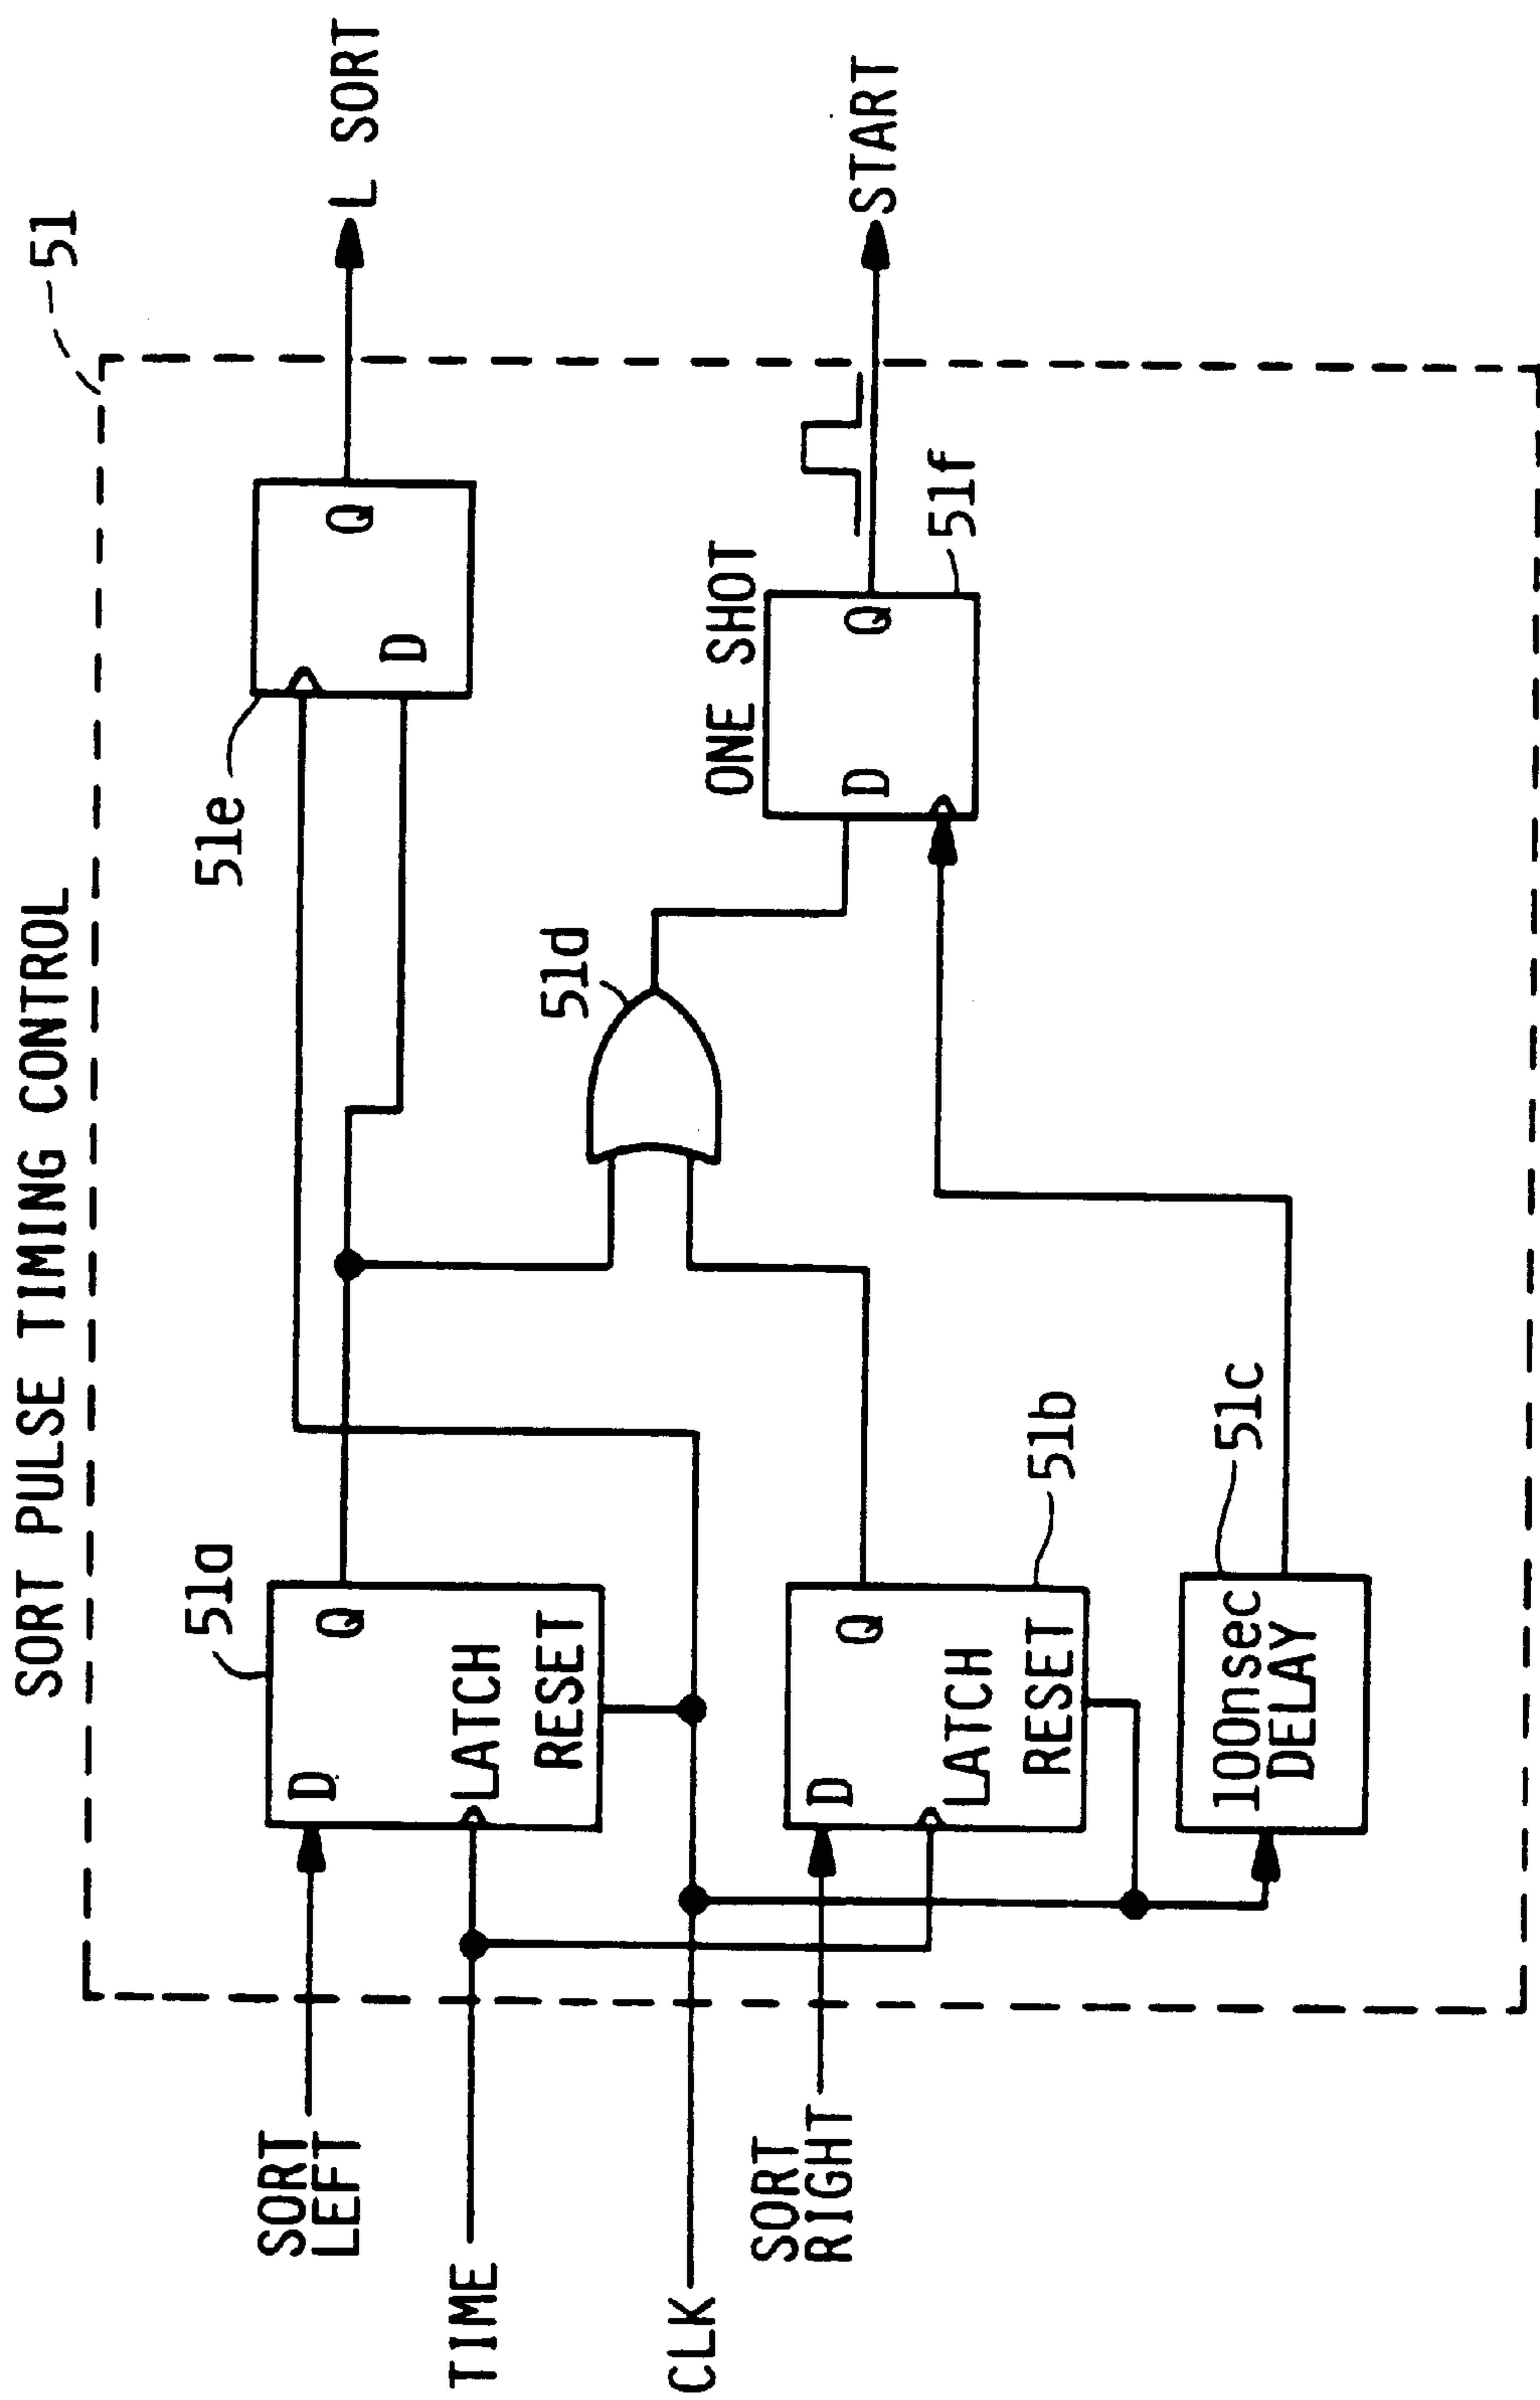 SORT PULSE TIMING CONTROL
51
SORT
LEFT
TIME
CLK
SORT
RIGHT
51a
D
Q
LATCH
RESET
D
Q
LATCH
RESET
51b
100nsec
DELAY
51c
51d
51e
Q
D
L SORT
ONE SHOT
D
Q
51f
START